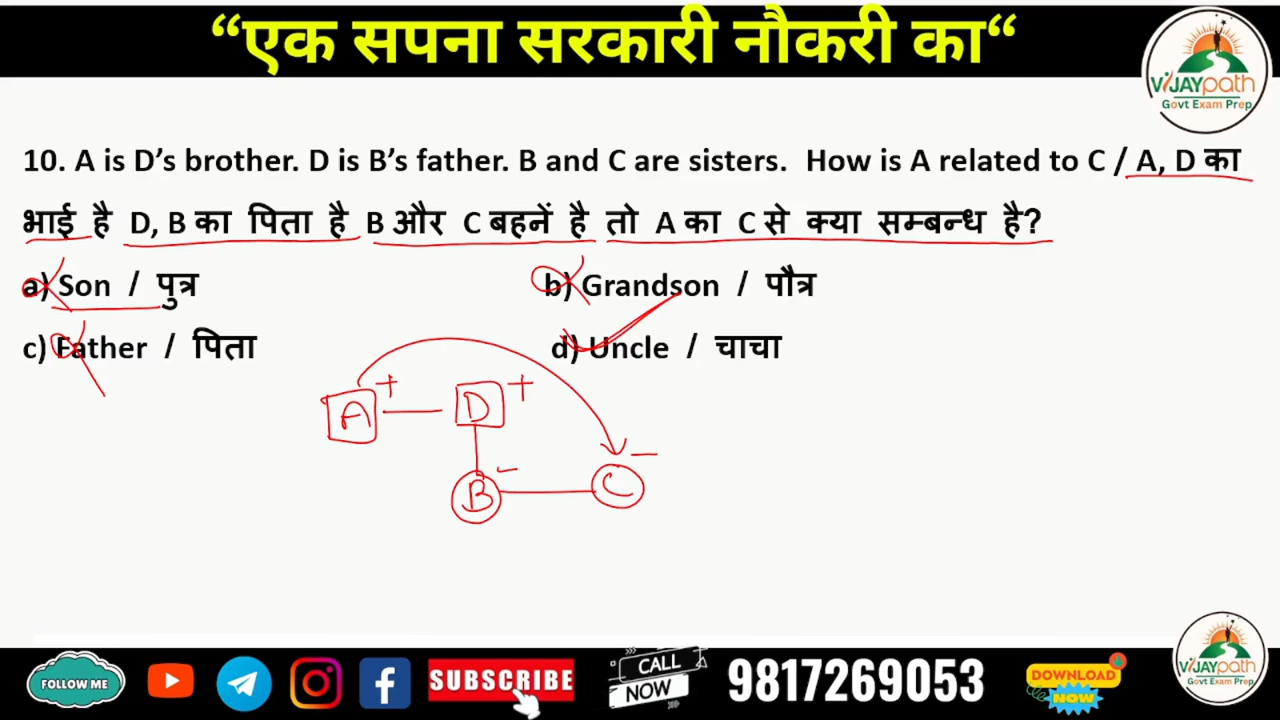 “एक सपना सरकारी नौकरी का“
VIJAYpath
Govt Exam Prep
10. A is D’s brother. D is B’s father. B and C are sisters. How is A related to C / A, D का
भाई है D, B का पिता है B और C बहनें है तो A का C से क्या सम्बन्ध है?
a) Son / पुत्र
b) Grandson / पौत्र
c) Father / पिता
d) Uncle / चाचा
A + D +
B - C -
FOLLOW ME
SUBSCRIBE
CALL
NOW
9817269053
DOWNLOAD
NOW
VIJAYpath
Govt Exam Prep